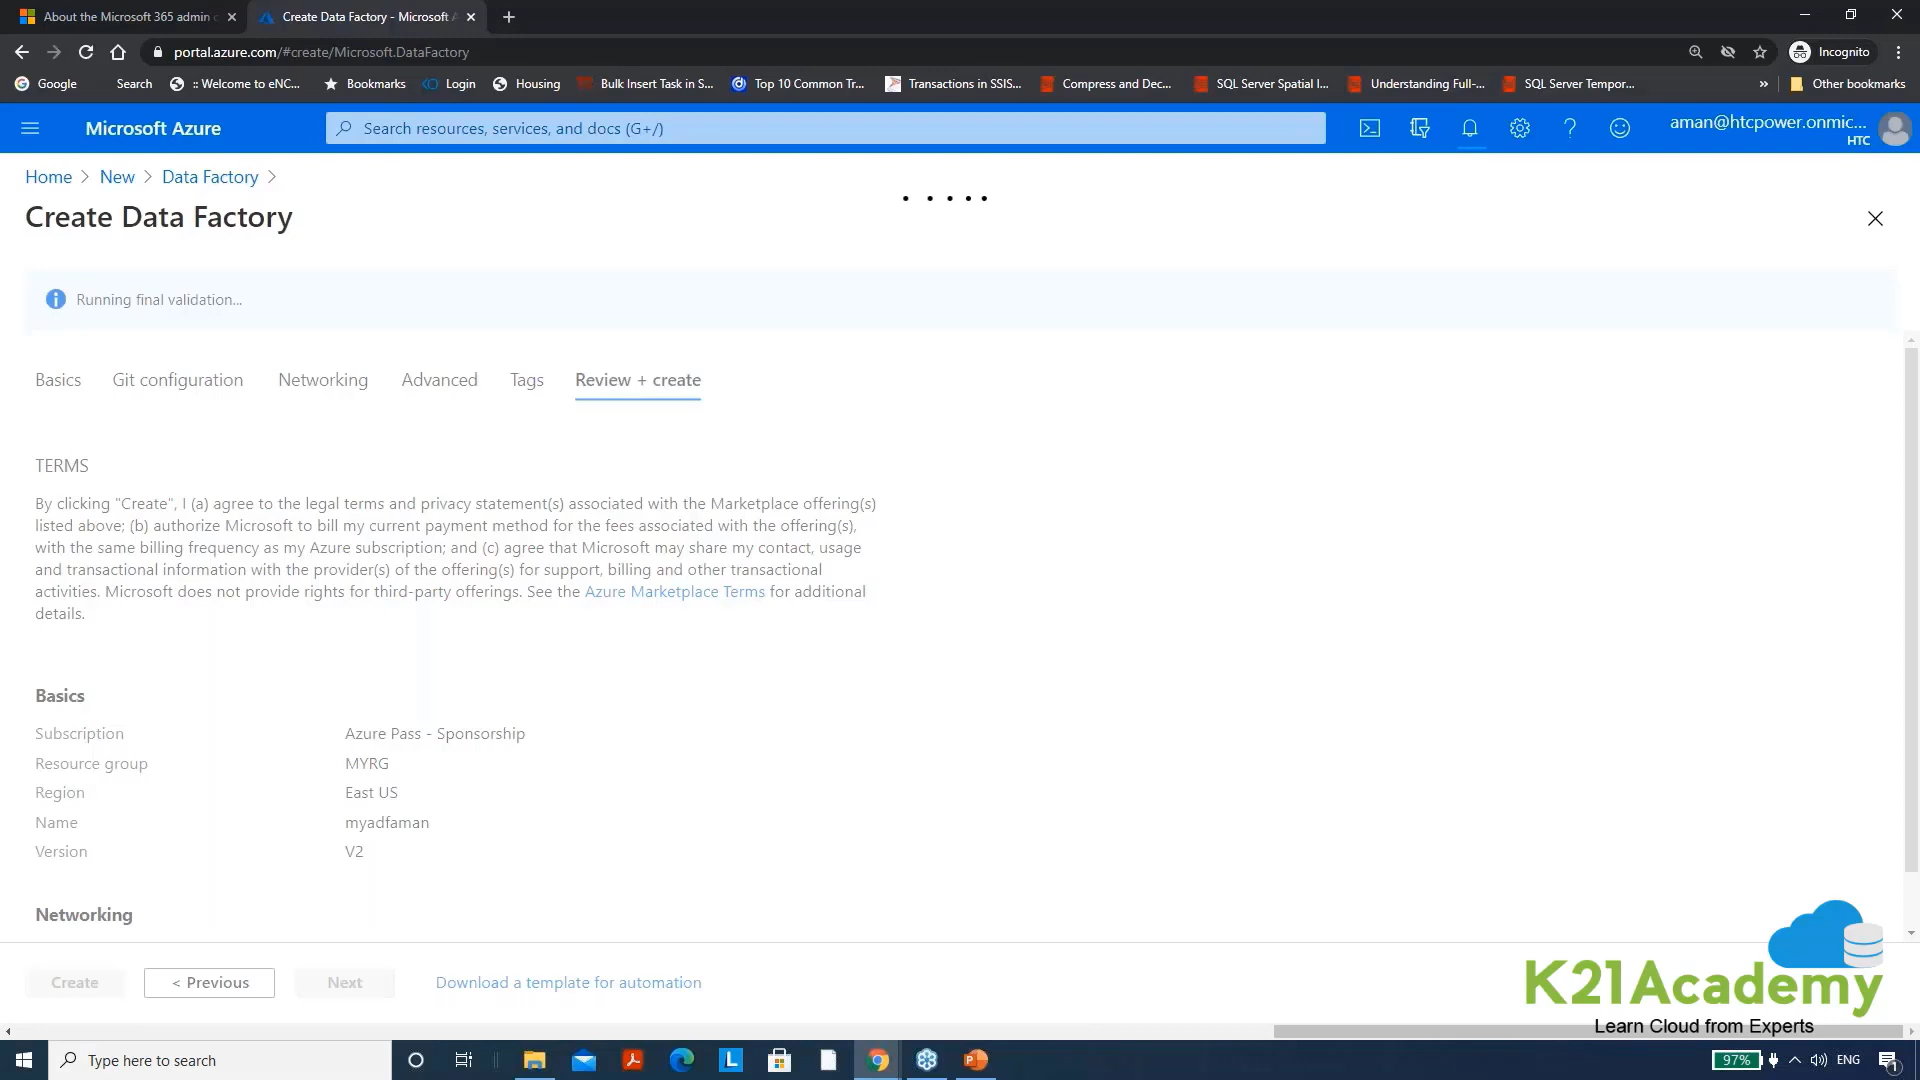 About the Microsoft 365 admin c
Create Data Factory - Microsoft A
portal.azure.com/#create/Microsoft.DataFactory
Incognito
Google
Search
:: Welcome to eNC...
Bookmarks
Login
Housing
Bulk Insert Task in S...
Top 10 Common Tr...
Transactions in SSIS...
Compress and Dec...
SQL Server Spatial I...
Understanding Full-...
SQL Server Tempor...
»
Other bookmarks
Microsoft Azure
Search resources, services, and docs (G+/)
aman@htcpower.onmic...
HTC
Home > New > Data Factory >
Create Data Factory
Running final validation...
Basics
Git configuration
Networking
Advanced
Tags
Review + create
TERMS
By clicking "Create", I (a) agree to the legal terms and privacy statement(s) associated with the Marketplace offering(s)
listed above; (b) authorize Microsoft to bill my current payment method for the fees associated with the offering(s),
with the same billing frequency as my Azure subscription; and (c) agree that Microsoft may share my contact, usage
and transactional information with the provider(s) of the offering(s) for support, billing and other transactional
activities. Microsoft does not provide rights for third-party offerings. See the Azure Marketplace Terms for additional
details.
Basics
Subscription Azure Pass - Sponsorship
Resource group MYRG
Region East US
Name myadfaman
Version V2
Networking
Create
< Previous
Next
Download a template for automation
K21Academy
Learn Cloud from Experts
Type here to search
L
P
97%
ENG
1